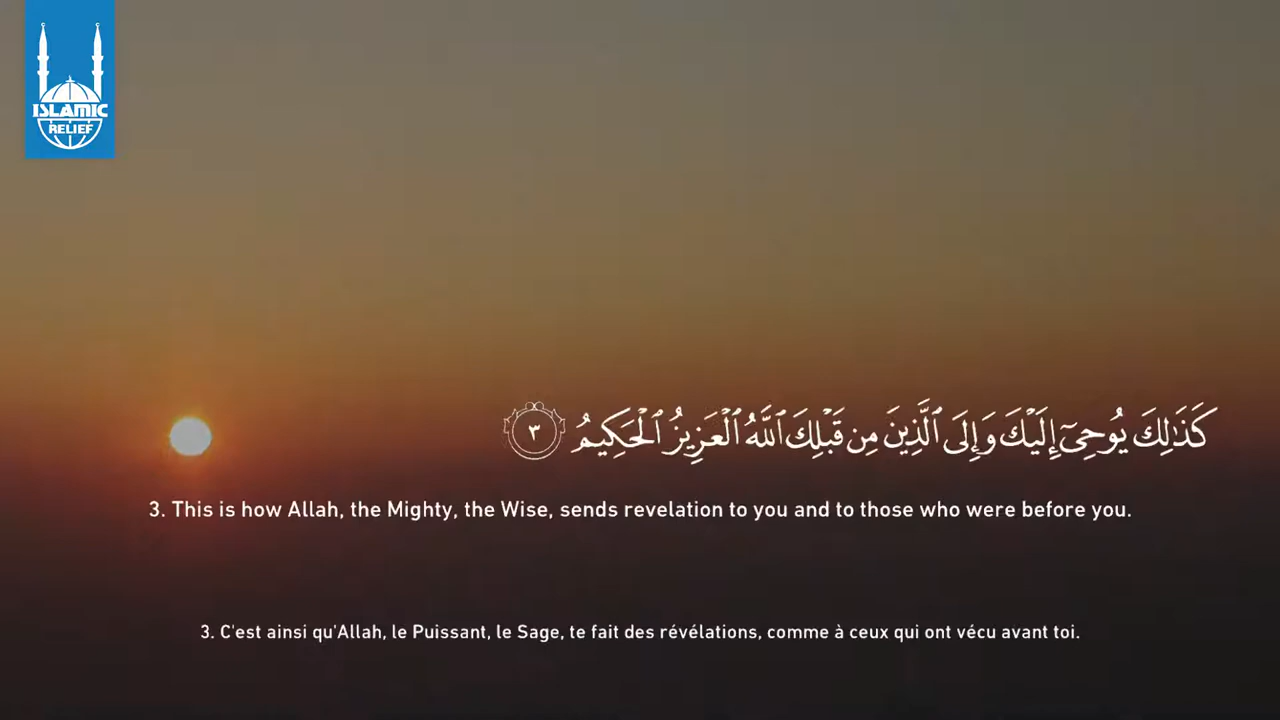 ISLAMIC
RELIEF
كَذَٰلِكَ يُوحِىٓ إِلَيْكَ وَإِلَى ٱلَّذِينَ مِن قَبْلِكَ ٱللَّهُ ٱلْعَزِيزُ ٱلْحَكِيمُ ٣
3. This is how Allah, the Mighty, the Wise, sends revelation to you and to those who were before you.
3. C'est ainsi qu'Allah, le Puissant, le Sage, te fait des révélations, comme à ceux qui ont vécu avant toi.